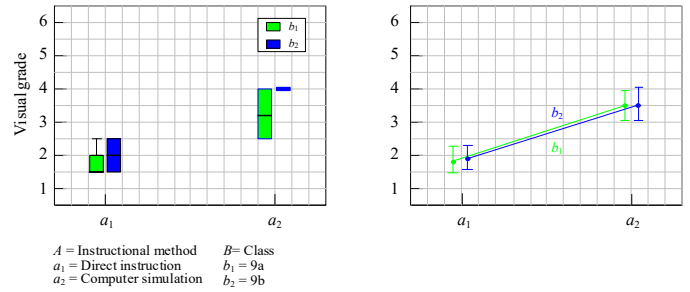 Visual grade
6
5
4
3
2
1
b1
b2
a1
a2
6
5
4
3
2
1
b2
b1
a1
a2
A = Instructional method
B= Class
a1 = Direct instruction
b1 = 9a
a2 = Computer simulation
b2 = 9b